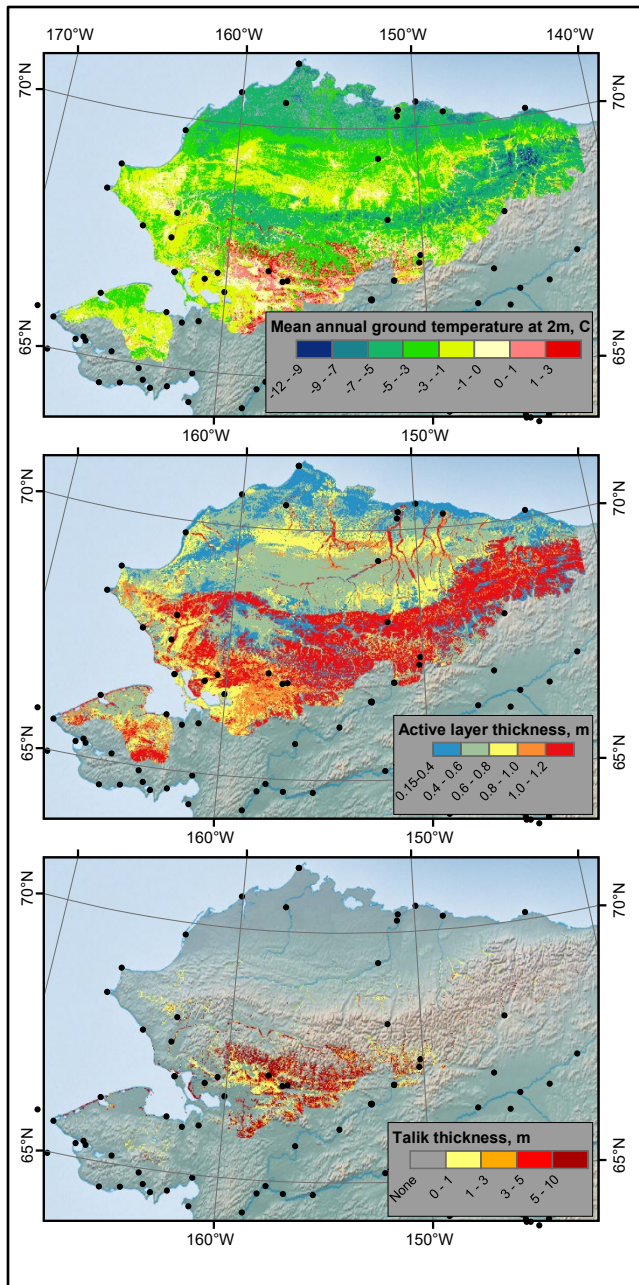 170°W 160°W 150°W 140°W
70°N 70°N
65°N 65°N
Mean annual ground temperature at 2m, C
-12 - -9 -9 - -7 -7 - -5 -5 - -3 -3 - -1 -1 - 0 0 - 1 1 - 3
160°W 150°W
70°N 70°N
65°N 65°N
Active layer thickness, m
0.15-0.4 0.4 - 0.6 0.6 - 0.8 0.8 - 1.0 1.0 - 1.2
160°W 150°W
70°N 70°N
65°N 65°N
Talik thickness, m
None 0 - 1 1 - 3 3 - 5 5 - 10
160°W 150°W